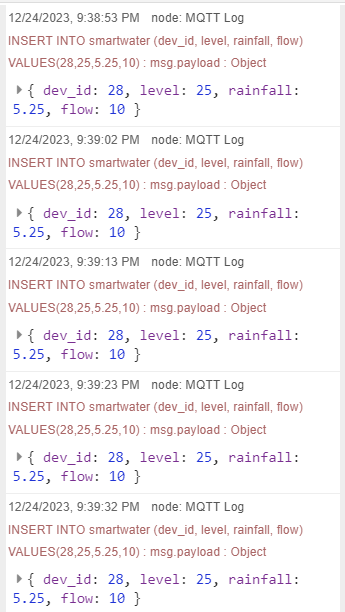 12/24/2023, 9:38:53 PM node: MQTT Log
INSERT INTO smartwater (dev_id, level, rainfall, flow)
VALUES(28,25,5.25,10) : msg.payload : Object
{ dev_id: 28, level: 25, rainfall:
5.25, flow: 10 }
12/24/2023, 9:39:02 PM node: MQTT Log
INSERT INTO smartwater (dev_id, level, rainfall, flow)
VALUES(28,25,5.25,10) : msg.payload : Object
{ dev_id: 28, level: 25, rainfall:
5.25, flow: 10 }
12/24/2023, 9:39:13 PM node: MQTT Log
INSERT INTO smartwater (dev_id, level, rainfall, flow)
VALUES(28,25,5.25,10) : msg.payload : Object
{ dev_id: 28, level: 25, rainfall:
5.25, flow: 10 }
12/24/2023, 9:39:23 PM node: MQTT Log
INSERT INTO smartwater (dev_id, level, rainfall, flow)
VALUES(28,25,5.25,10) : msg.payload : Object
{ dev_id: 28, level: 25, rainfall:
5.25, flow: 10 }
12/24/2023, 9:39:32 PM node: MQTT Log
INSERT INTO smartwater (dev_id, level, rainfall, flow)
VALUES(28,25,5.25,10) : msg.payload : Object
{ dev_id: 28, level: 25, rainfall:
5.25, flow: 10 }